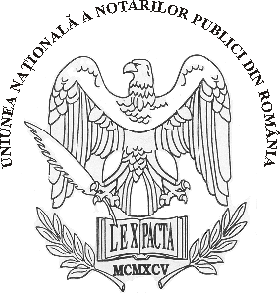 UNIUNEA NAȚIONALĂ A NOTARILOR PUBLICI DIN ROMÂNIA
LEX PACTA
MCMXCV